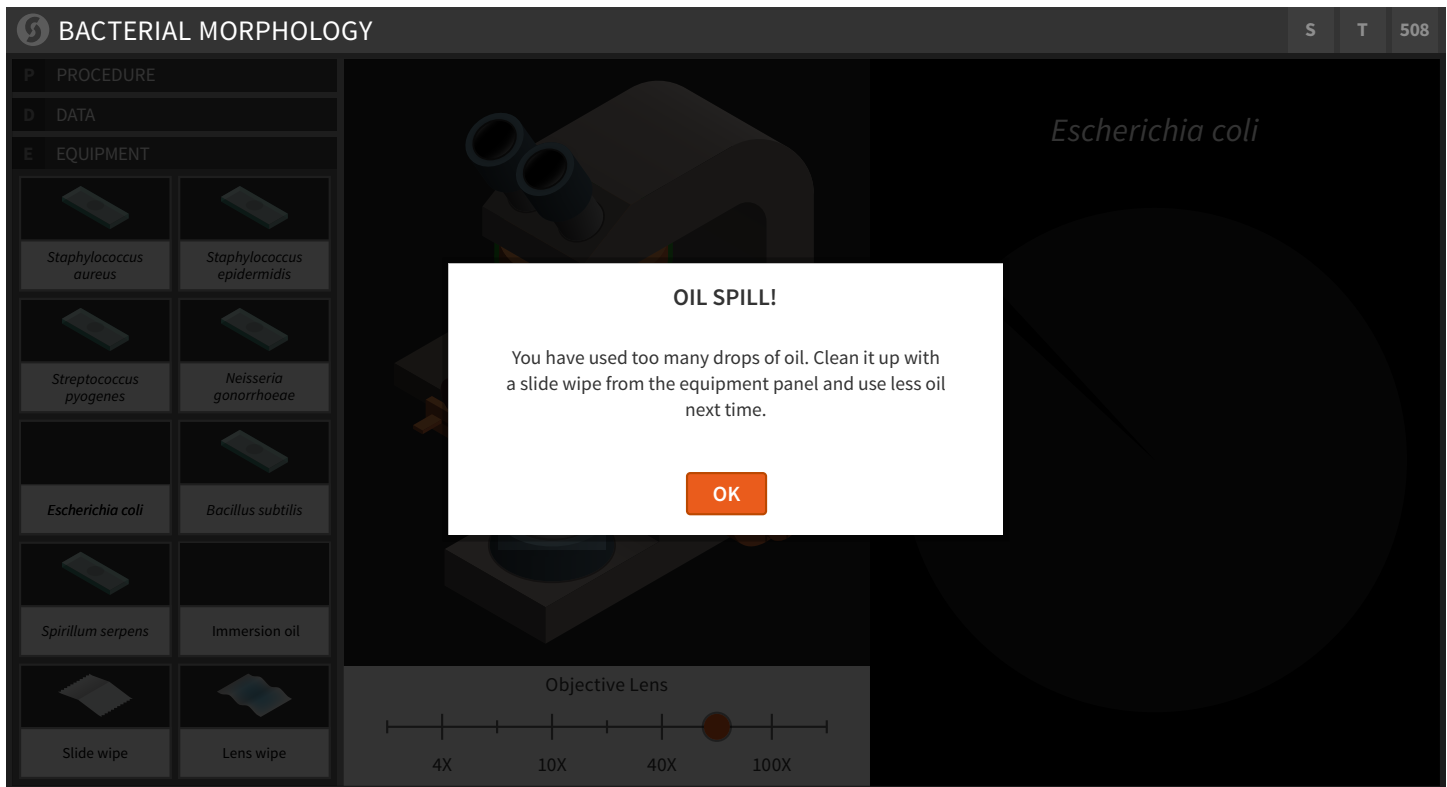 BACTERIAL MORPHOLOGY
S T 508
P PROCEDURE
D DATA
E EQUIPMENT
Staphylococcus
aureus
Staphylococcus
epidermidis
Streptococcus
pyogenes
Neisseria
gonorrhoeae
Escherichia coli
Bacillus subtilis
Spirillum serpens
Immersion oil
Slide wipe
Lens wipe
Escherichia coli
OIL SPILL!
You have used too many drops of oil. Clean it up with
a slide wipe from the equipment panel and use less oil
next time.
OK
Objective Lens
4X 10X 40X 100X